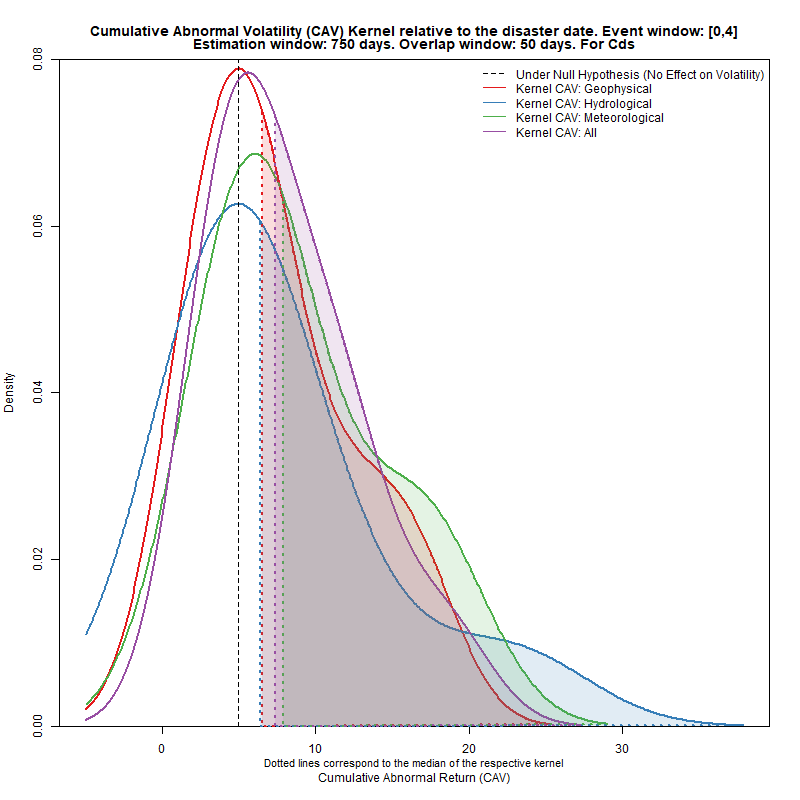 Cumulative Abnormal Volatility (CAV) Kernel relative to the disaster date. Event window: [0,4]
Estimation window: 750 days. Overlap window: 50 days. For Cds
Under Null Hypothesis (No Effect on Volatility)
Kernel CAV: Geophysical
Kernel CAV: Hydrological
Kernel CAV: Meteorological
Kernel CAV: All
0.08
0.06
0.04
0.02
0.00
Density
0 10 20 30
Dotted lines correspond to the median of the respective kernel
Cumulative Abnormal Return (CAV)